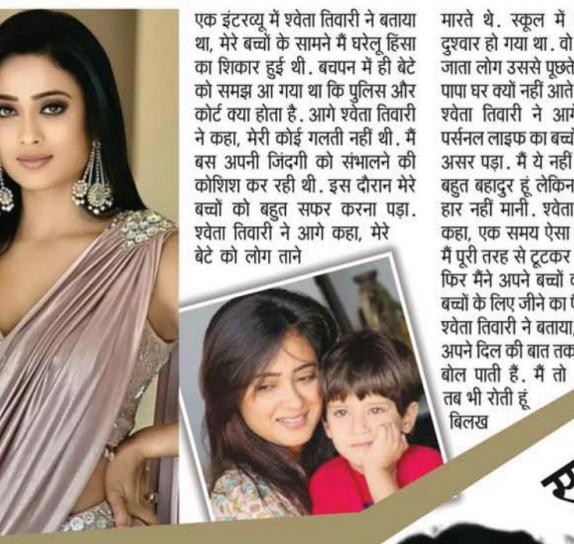 एक इंटरव्यू में श्वेता तिवारी ने बताया
था, मेरे बच्चों के सामने मैं घरेलू हिंसा
का शिकार हुई थी. बचपन में ही बेटे
को समझ आ गया था कि पुलिस और
कोर्ट क्या होता है. आगे श्वेता तिवारी
ने कहा, मेरी कोई गलती नहीं थी. मैं
बस अपनी जिंदगी को संभालने की
कोशिश कर रही थी. इस दौरान मेरे
बच्चों को बहुत सफर करना पड़ा.
श्वेता तिवारी ने आगे कहा, मेरे
बेटे को लोग ताने
मारते थे. स्कूल में
दुश्वार हो गया था. वो
जाता लोग उससे पूछते
पापा घर क्यों नहीं आते
श्वेता तिवारी ने आगे
पर्सनल लाइफ का बच्चों
असर पड़ा. मैं ये नहीं
बहुत बहादुर हूं लेकिन
हार नहीं मानी. श्वेता
कहा, एक समय ऐसा
मैं पूरी तरह से टूटकर
फिर मैंने अपने बच्चों
बच्चों के लिए जीने का
श्वेता तिवारी ने बताया,
अपने दिल की बात तक
बोल पाती हैं. मैं तो
तब भी रोती हूं
बिलख